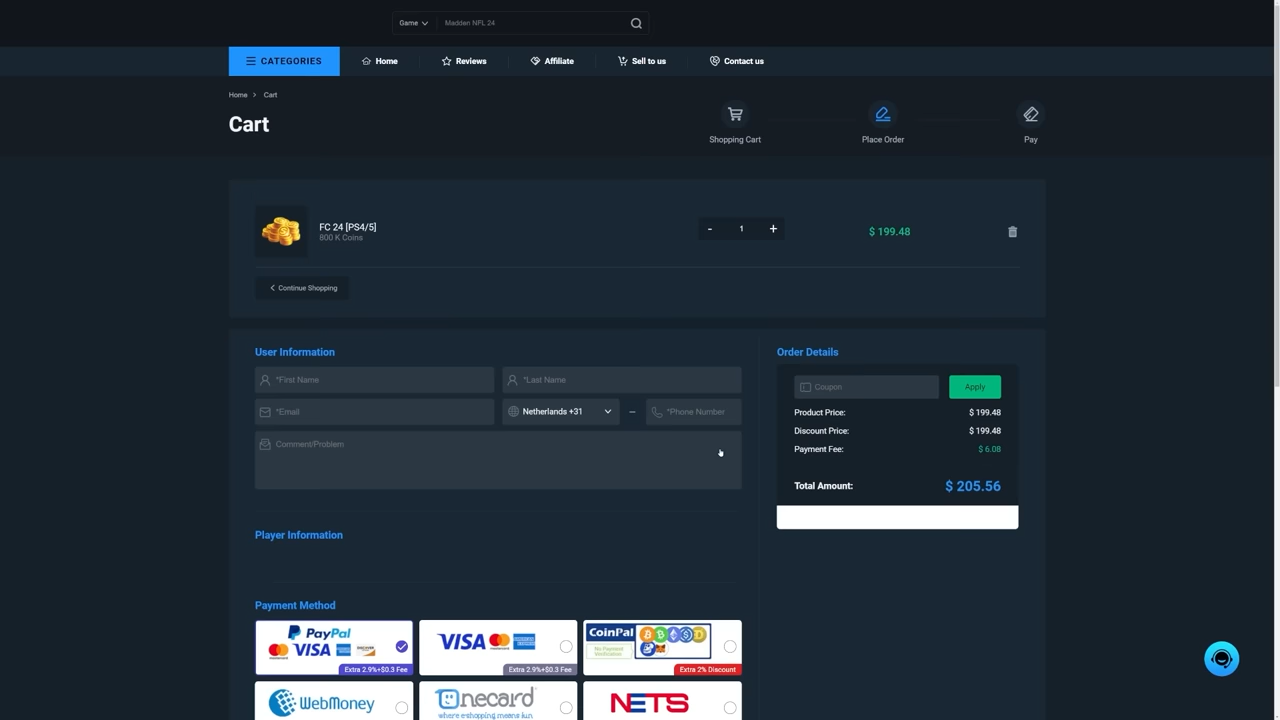 Game
Madden NFL 24
CATEGORIES
Home
Reviews
Affiliate
Sell to us
Contact us
Home > Cart
Cart
Shopping Cart
Place Order
Pay
FC 24 [PS4/5]
800 K Coins
- 1 +
$ 199.48
< Continue Shopping
User Information
*First Name
*Last Name
*Email
Netherlands +31
*Phone Number
Comment/Problem
Order Details
Coupon
Apply
Product Price: $ 199.48
Discount Price: $ 199.48
Payment Fee: $ 6.08
Total Amount: $ 205.56
Player Information
Payment Method
PayPal
VISA
DISCOVER
Extra 2.9%+$0.3 Fee
VISA
Extra 2.9%+$0.3 Fee
CoinPal
No Payment
Verification
Extra 2% Discount
WebMoney
Onecard
where eshopping means fun
NETS